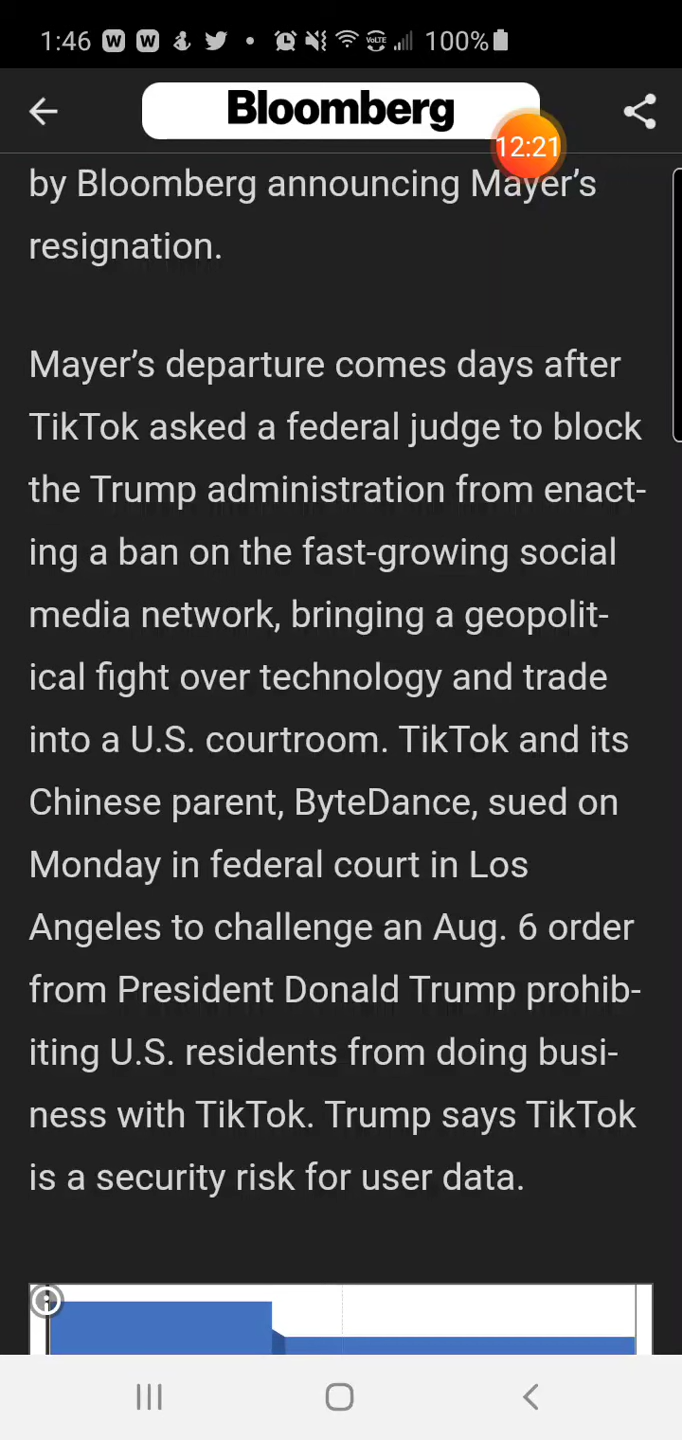 1:46 W W VoLTE 100%
Bloomberg
12:21
by Bloomberg announcing Mayer's
resignation.
Mayer's departure comes days after
TikTok asked a federal judge to block
the Trump administration from enact-
ing a ban on the fast-growing social
media network, bringing a geopolit-
ical fight over technology and trade
into a U.S. courtroom. TikTok and its
Chinese parent, ByteDance, sued on
Monday in federal court in Los
Angeles to challenge an Aug. 6 order
from President Donald Trump prohib-
iting U.S. residents from doing busi-
ness with TikTok. Trump says TikTok
is a security risk for user data.